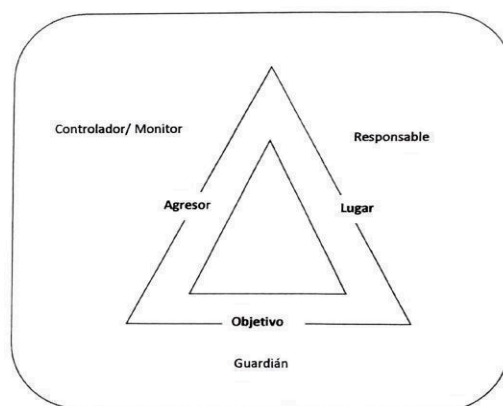 Controlador/ Monitor
Responsable
Agresor
Lugar
Objetivo
Guardián